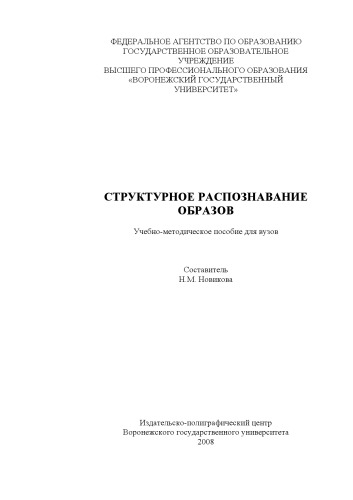 ФЕДЕРАЛЬНОЕ АГЕНТСТВО ПО ОБРАЗОВАНИЮ
ГОСУДАРСТВЕННОЕ ОБРАЗОВАТЕЛЬНОЕ
УЧРЕЖДЕНИЕ
ВЫСШЕГО ПРОФЕССИОНАЛЬНОГО ОБРАЗОВАНИЯ
«ВОРОНЕЖСКИЙ ГОСУДАРСТВЕННЫЙ
УНИВЕРСИТЕТ»
СТРУКТУРНОЕ РАСПОЗНАВАНИЕ
ОБРАЗОВ
Учебно-методическое пособие для вузов
Составитель
Н.М. Новикова
Издательско-полиграфический центр
Воронежского государственного университета
2008